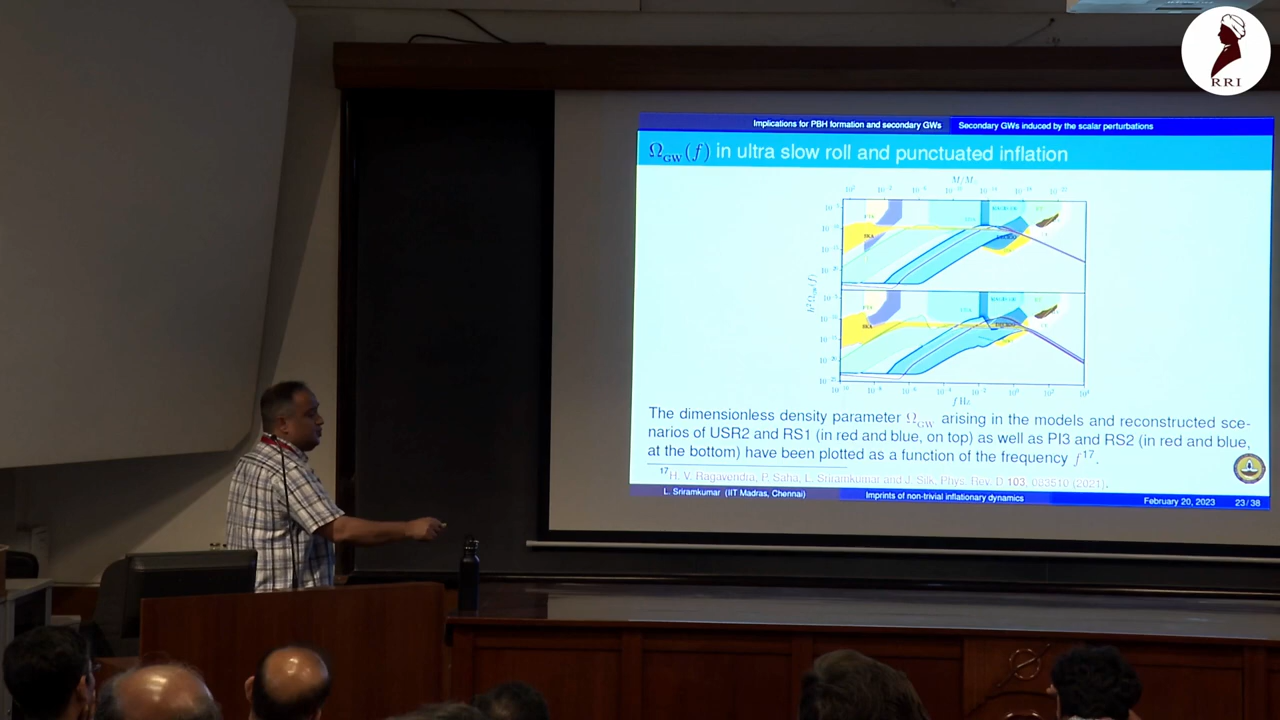 RRI
Implications for PBH formation and secondary GWs Secondary GWs induced by the scalar perturbations
Ω_GW(f) in ultra slow roll and punctuated inflation
The dimensionless density parameter Ω_GW arising in the models and reconstructed sce-
narios of USR2 and RS1 (in red and blue, on top) as well as PI3 and RS2 (in red and blue,
at the bottom) have been plotted as a function of the frequency f¹⁷.
¹⁷H. V. Ragavendra, P. Saha, L. Sriramkumar and J. Silk, Phys. Rev. D 103, 083510 (2021).
L. Sriramkumar (IIT Madras, Chennai) Imprints of non-trivial inflationary dynamics February 20, 2023 23/38